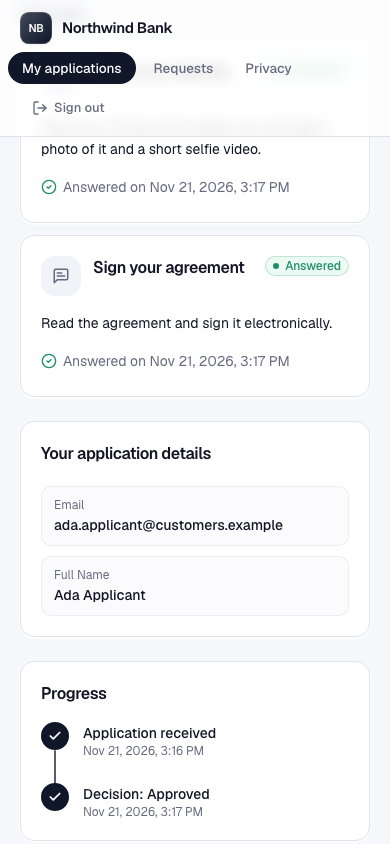 NB
Northwind Bank
My applications
Requests
Privacy
Sign out
photo of it and a short selfie video.
Answered on Nov 21, 2026, 3:17 PM
Sign your agreement
Answered
Read the agreement and sign it electronically.
Answered on Nov 21, 2026, 3:17 PM
Your application details
Email
ada.applicant@customers.example
Full Name
Ada Applicant
Progress
Application received
Nov 21, 2026, 3:16 PM
Decision: Approved
Nov 21, 2026, 3:17 PM